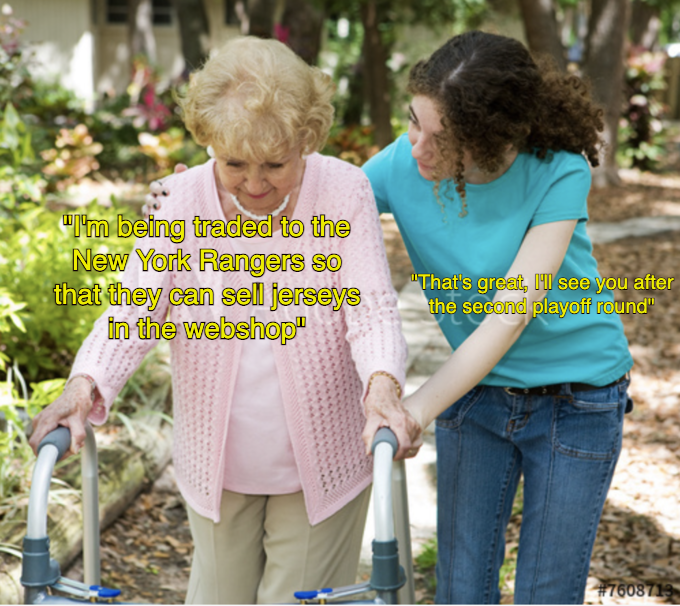 "I'm being traded to the
New York Rangers so
that they can sell jerseys
in the webshop"
"That's great, I'll see you after
the second playoff round"
#7608713